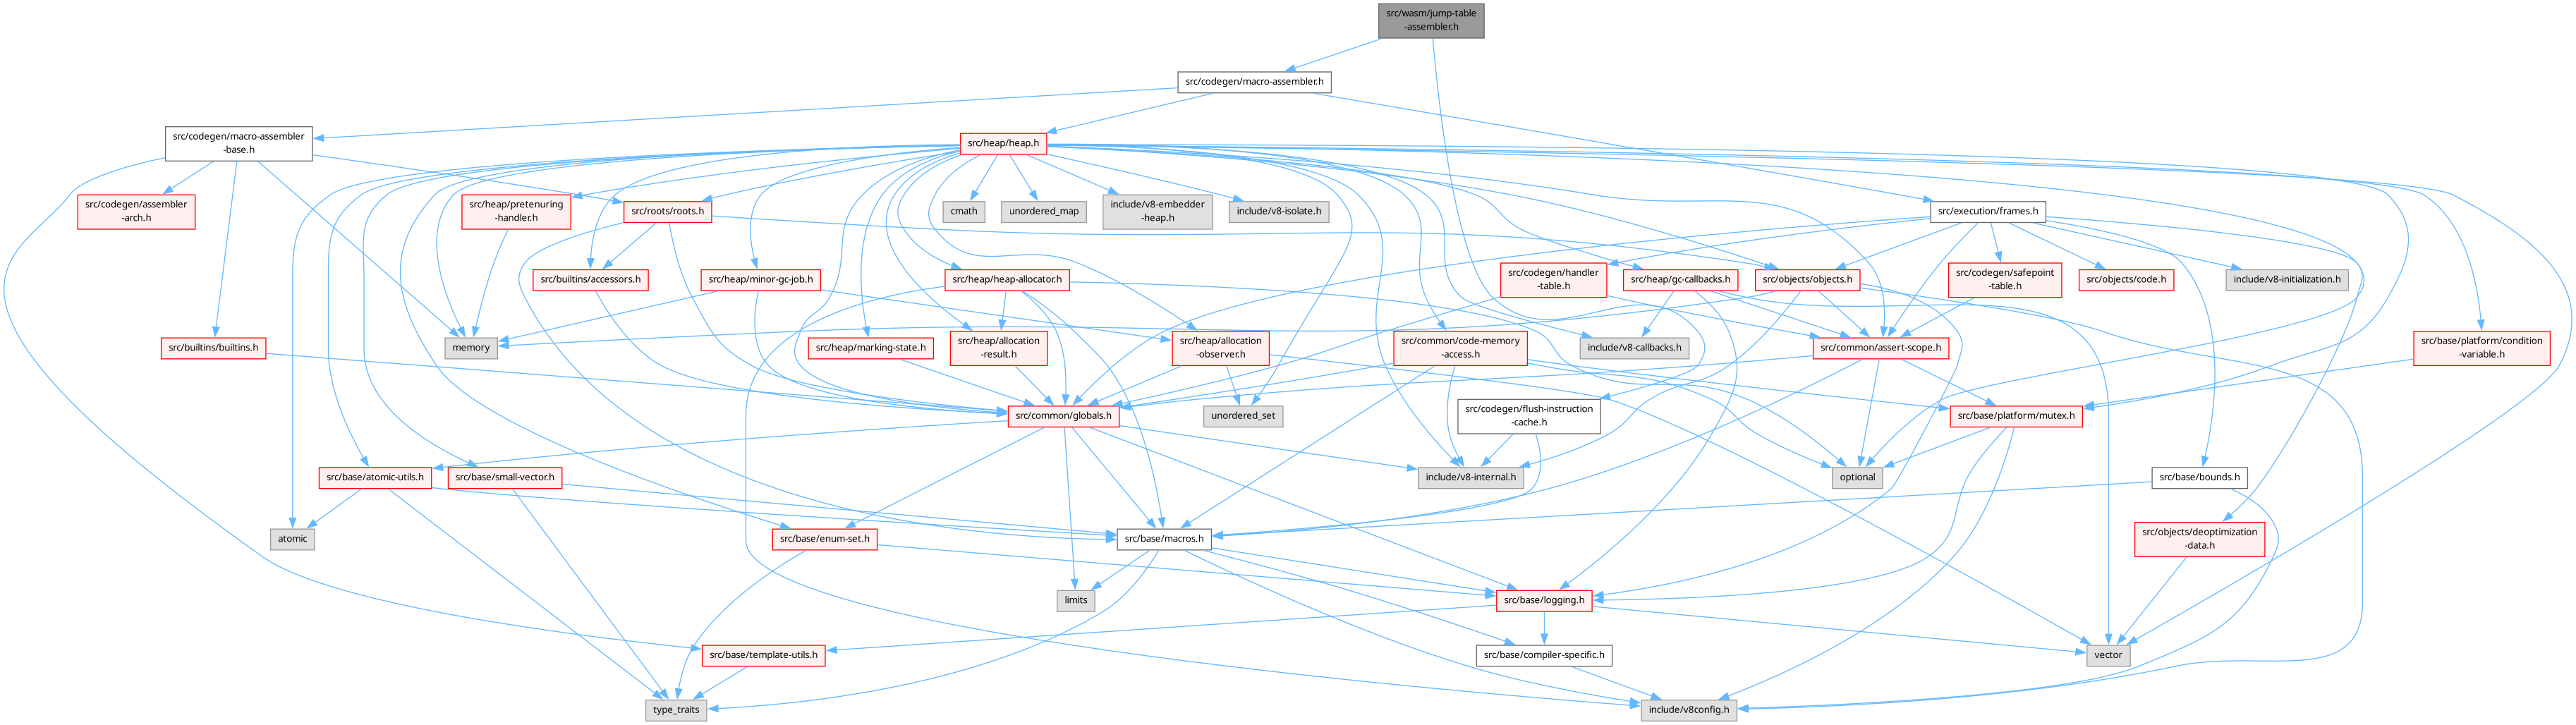 src/wasm/jump-table
-assembler.h
src/codegen/macro-assembler.h
src/codegen/macro-assembler
-base.h
src/heap/heap.h
src/codegen/assembler
-arch.h
src/heap/pretenuring
-handler.h
src/roots/roots.h
cmath
unordered_map
include/v8-embedder
-heap.h
include/v8-isolate.h
src/execution/frames.h
src/builtins/accessors.h
src/heap/minor-gc-job.h
src/heap/heap-allocator.h
src/codegen/handler
-table.h
src/heap/gc-callbacks.h
src/objects/objects.h
src/codegen/safepoint
-table.h
src/objects/code.h
include/v8-initialization.h
src/builtins/builtins.h
memory
src/heap/marking-state.h
src/heap/allocation
-result.h
src/heap/allocation
-observer.h
src/common/code-memory
-access.h
include/v8-callbacks.h
src/common/assert-scope.h
src/base/platform/condition
-variable.h
src/common/globals.h
unordered_set
src/codegen/flush-instruction
-cache.h
src/base/platform/mutex.h
src/base/atomic-utils.h
src/base/small-vector.h
include/v8-internal.h
optional
src/base/bounds.h
atomic
src/base/enum-set.h
src/base/macros.h
src/objects/deoptimization
-data.h
limits
src/base/logging.h
src/base/template-utils.h
src/base/compiler-specific.h
vector
type_traits
include/v8config.h